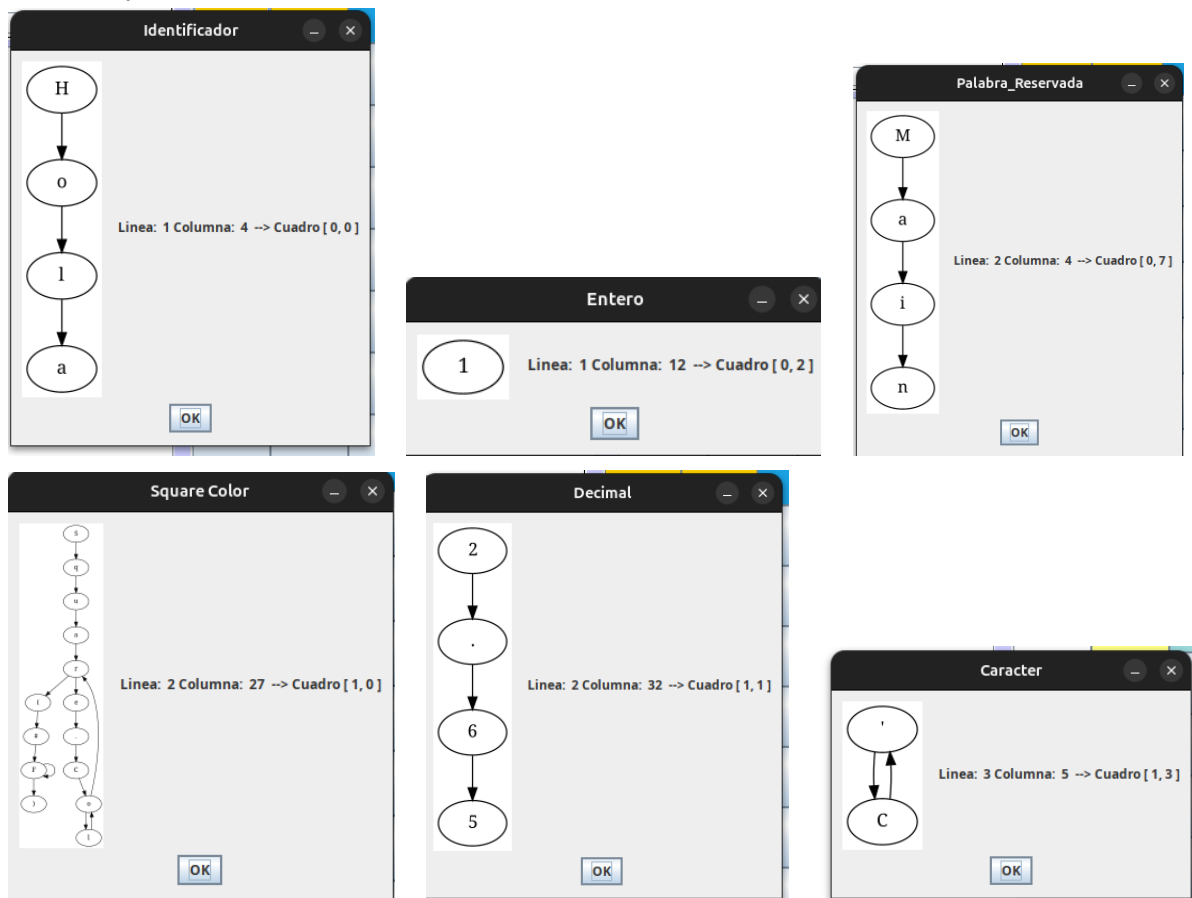 Identificador
H
o
l
a
Linea: 1 Columna: 4 --> Cuadro [ 0, 0 ]
OK
Entero
1
Linea: 1 Columna: 12 --> Cuadro [ 0, 2 ]
OK
Palabra_Reservada
M
a
i
n
Linea: 2 Columna: 4 --> Cuadro [ 0, 7 ]
OK
Square Color
S
q
u
a
r
( e
# .
F c
) o
l
Linea: 2 Columna: 27 --> Cuadro [ 1, 0 ]
OK
Decimal
2
.
6
5
Linea: 2 Columna: 32 --> Cuadro [ 1, 1 ]
OK
Caracter
'
C
Linea: 3 Columna: 5 --> Cuadro [ 1, 3 ]
OK